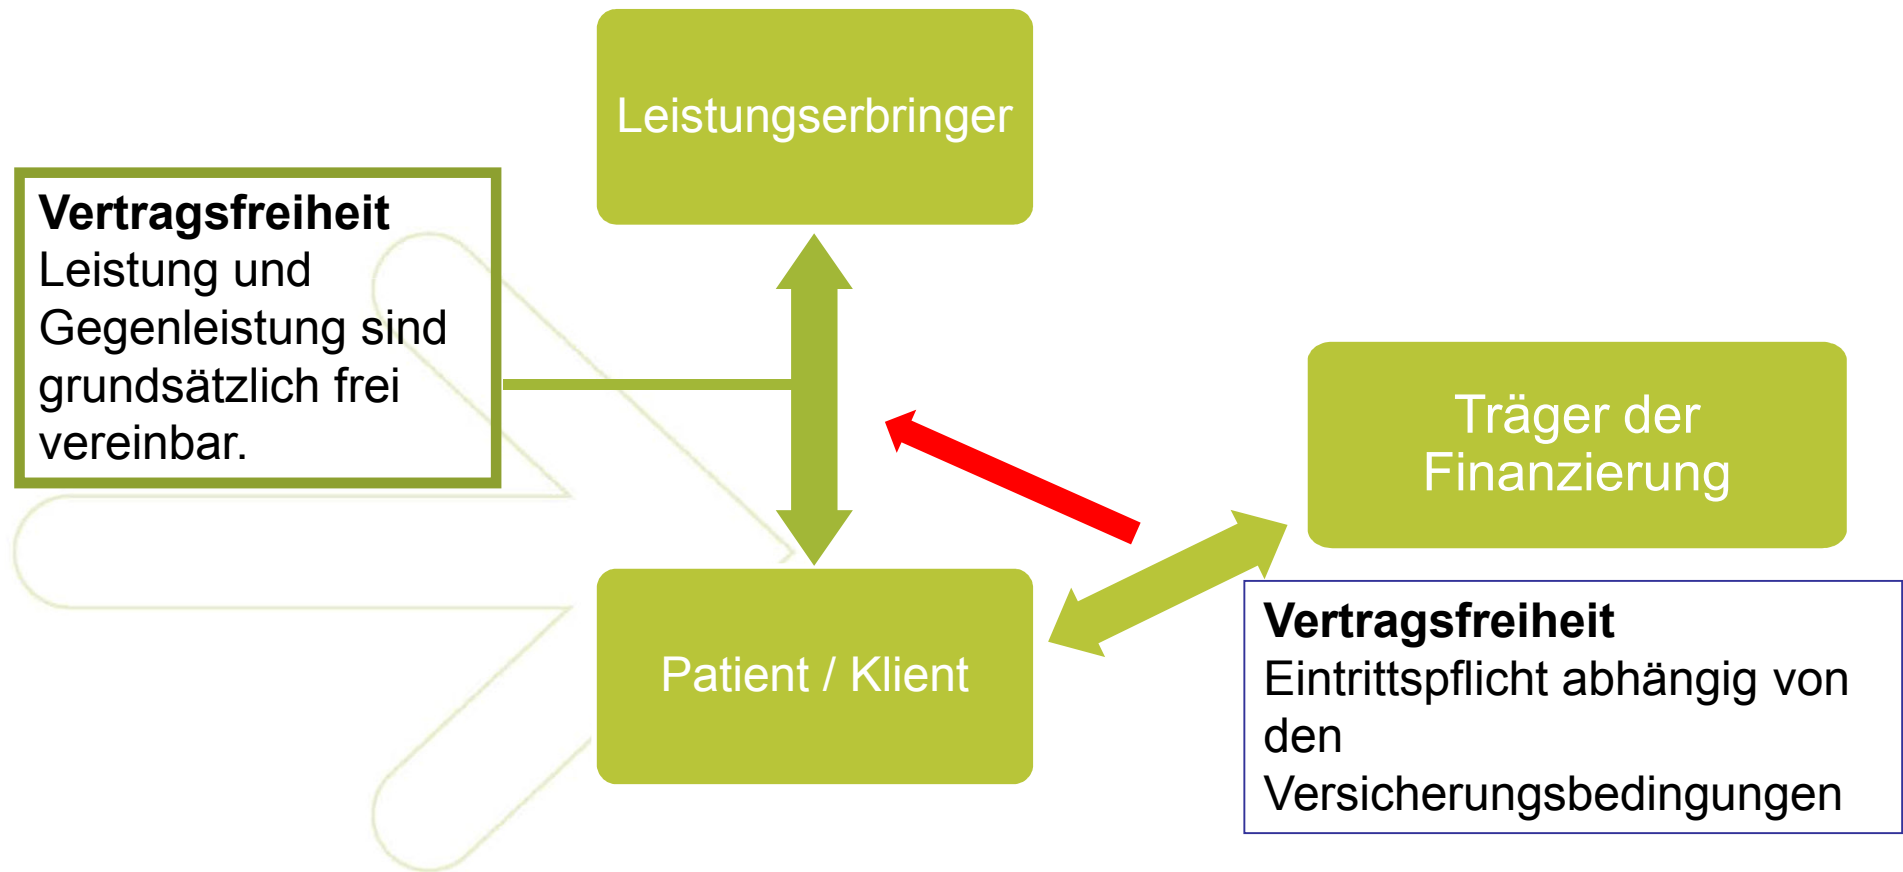 Leistungserbringer
Vertragsfreiheit
Leistung und
Gegenleistung sind
grundsätzlich frei
vereinbar.
Träger der
Finanzierung
Patient / Klient
Vertragsfreiheit
Eintrittspflicht abhängig von
den
Versicherungsbedingungen